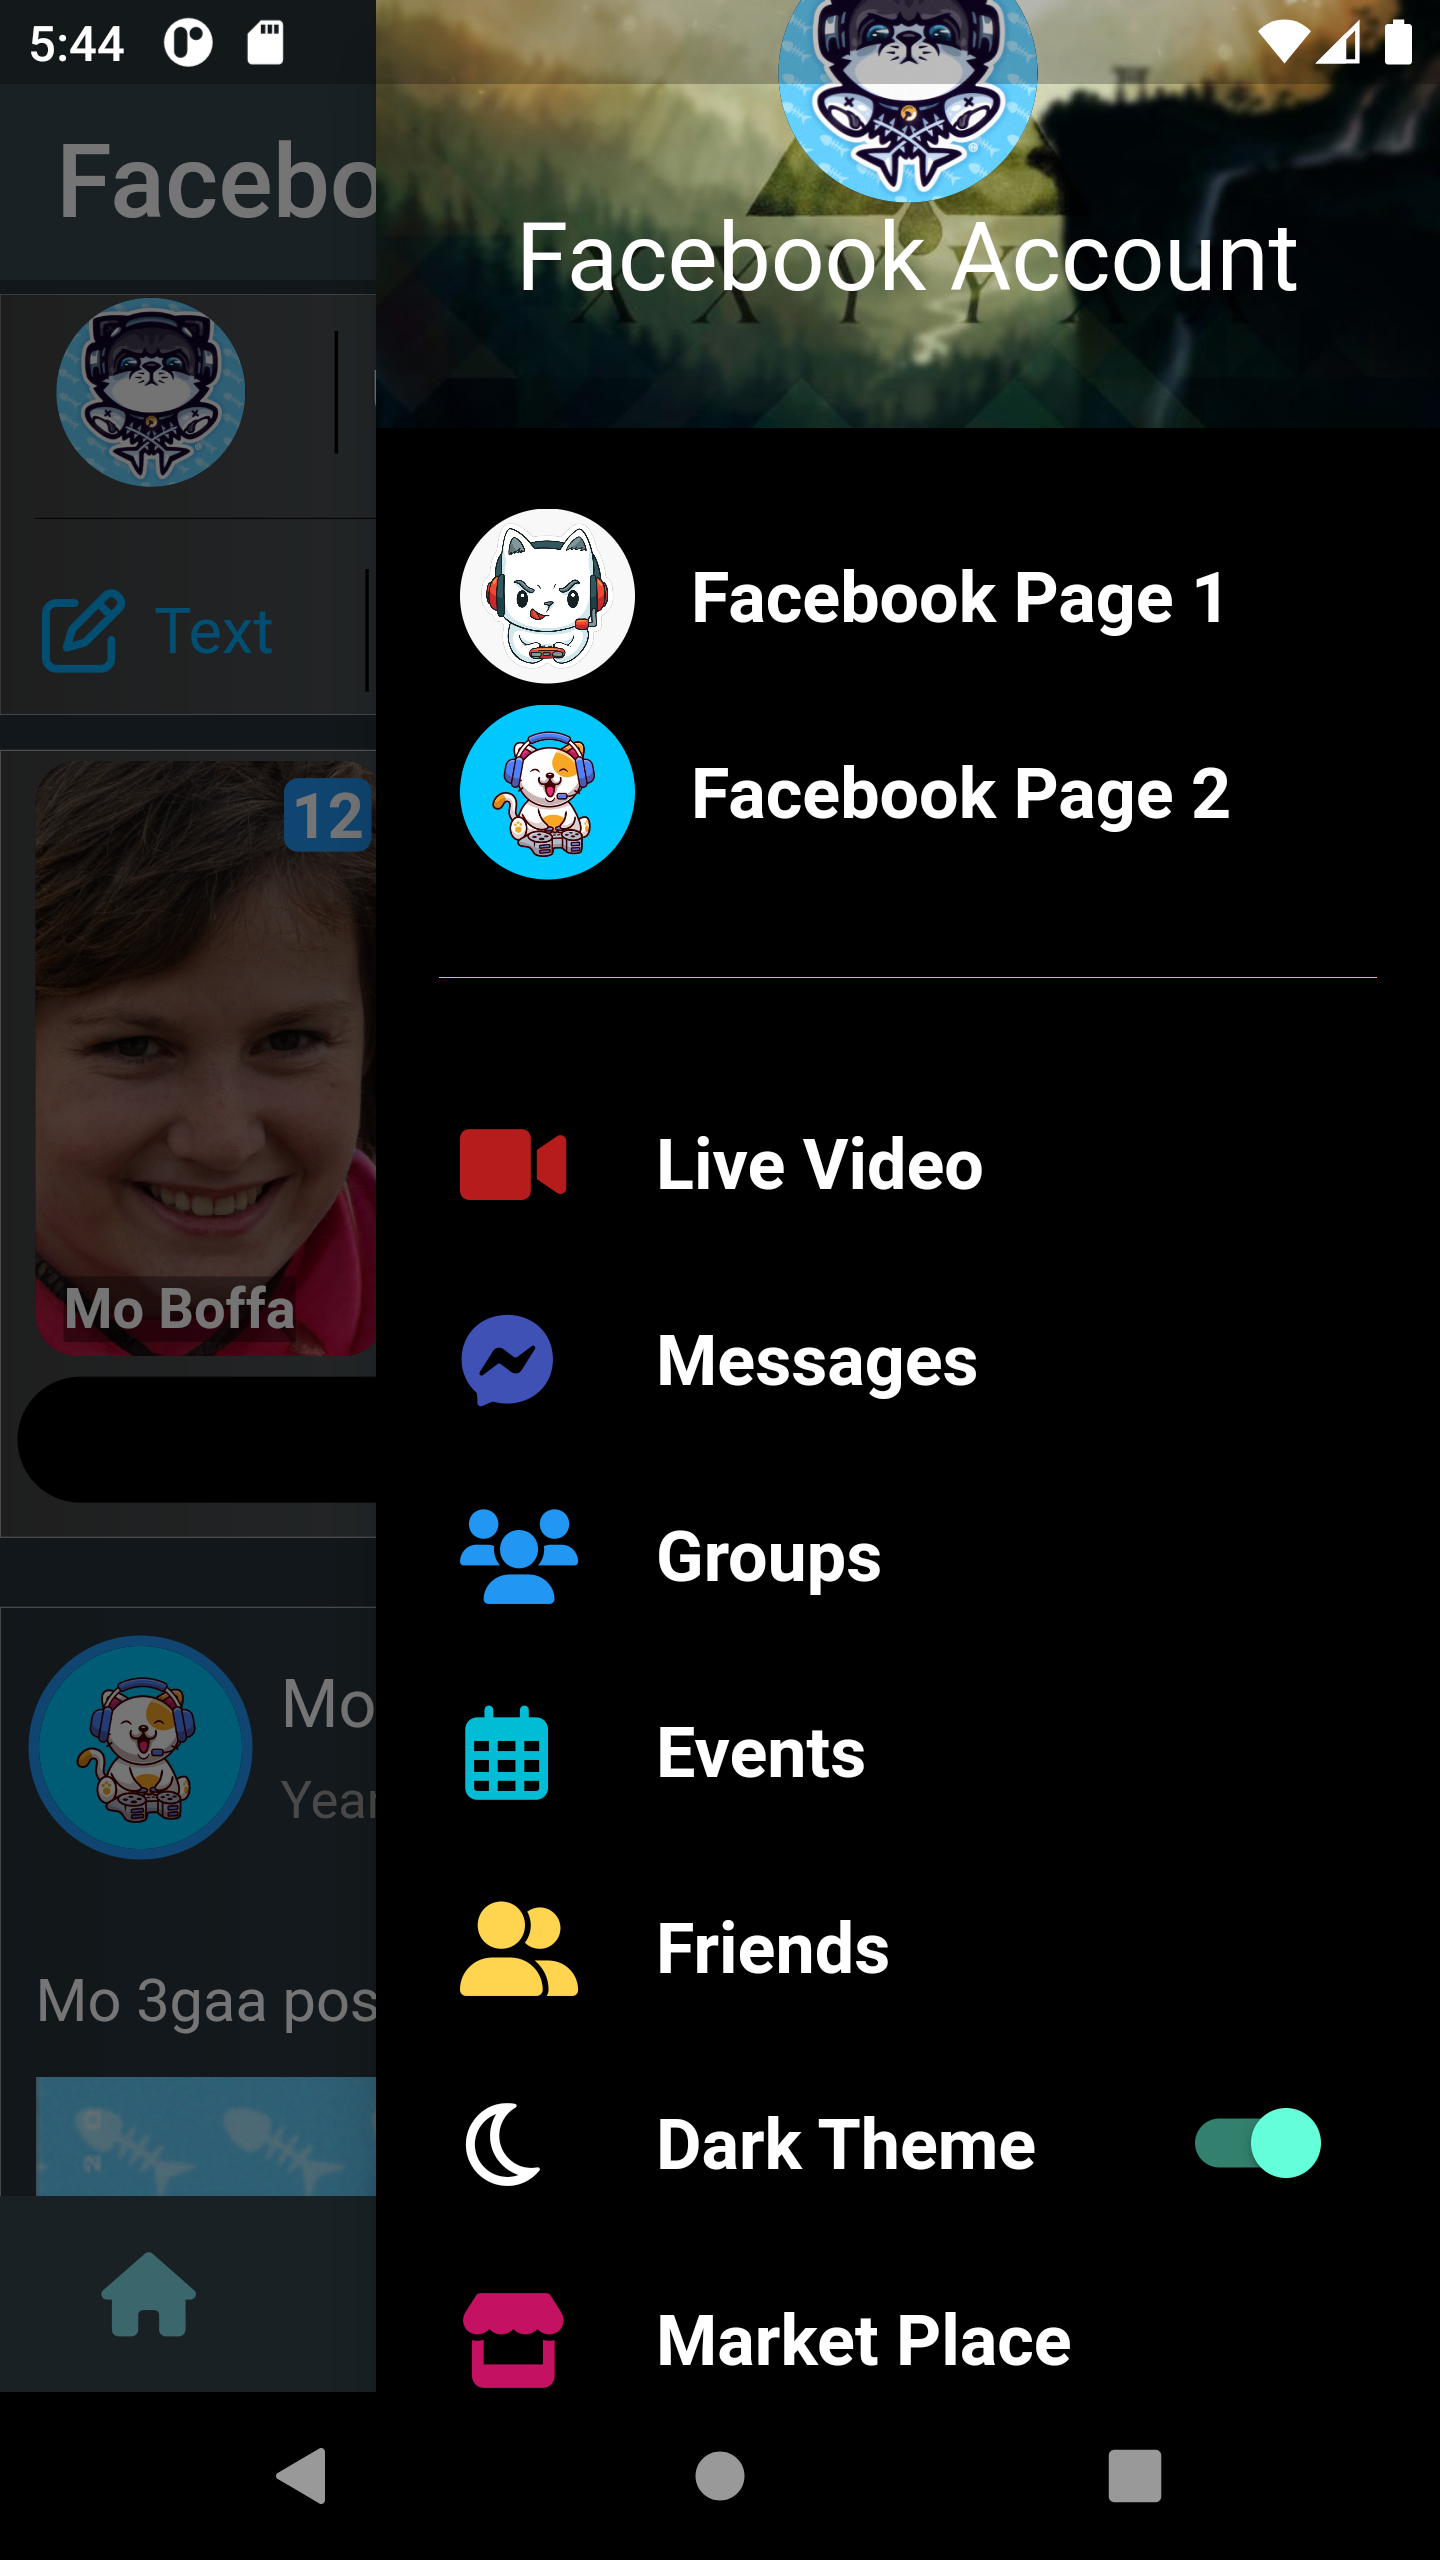 5:44
Facebo
Text
12
Mo Boffa
Mo
Year
Mo 3gaa pos
Facebook Account
Facebook Page 1
Facebook Page 2
Live Video
Messages
Groups
Events
Friends
Dark Theme
Market Place